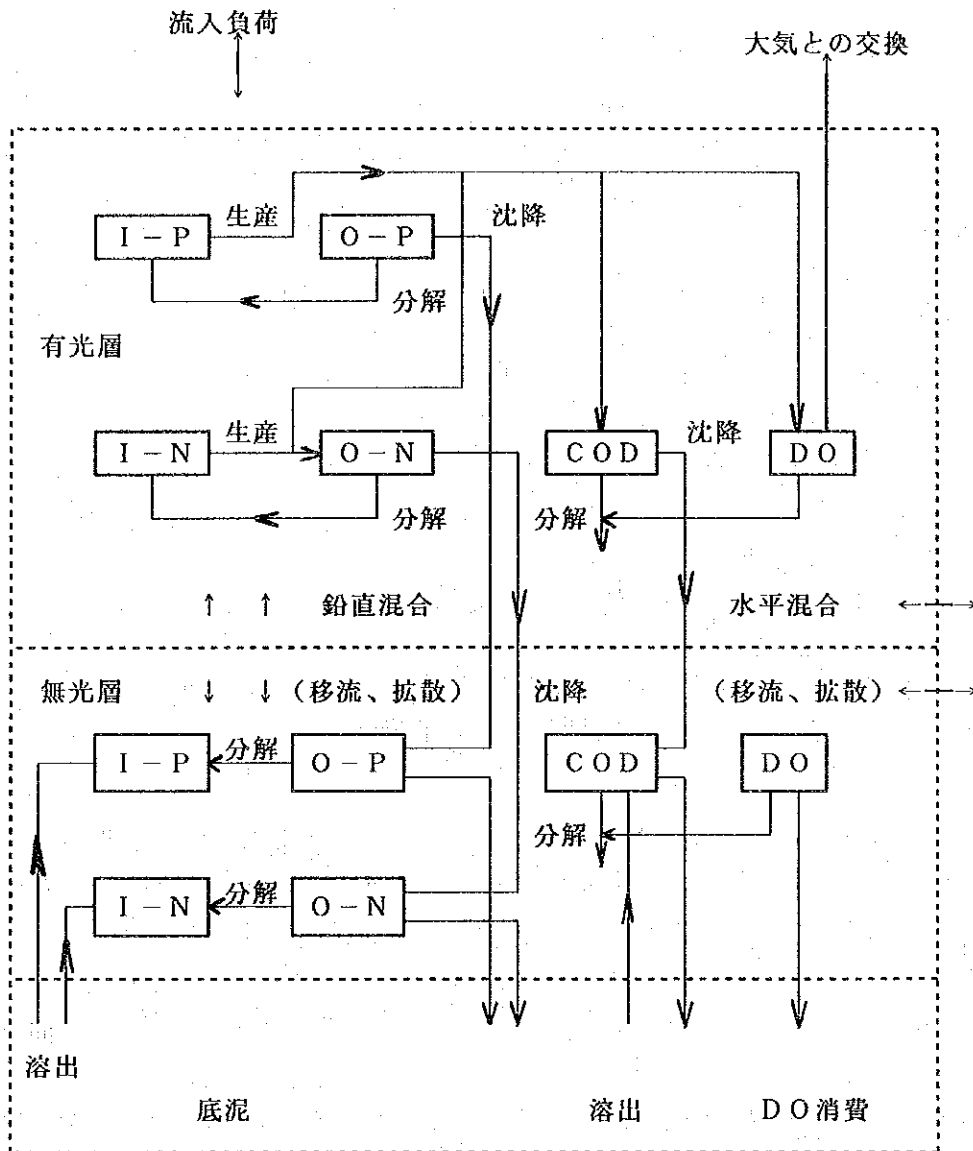 流入負荷
大気との交換
生産
沈降
I-P
O-P
分解
有光層
生産
沈降
I-N
O-N
COD
DO
分解
分解
↑ ↑ 鉛直混合
水平混合 ←→
無光層 ↓ ↓ (移流、拡散)
沈降
(移流、拡散) ←→
I-P
分解
O-P
COD
DO
分解
I-N
分解
O-N
溶出
底泥
溶出
DO消費